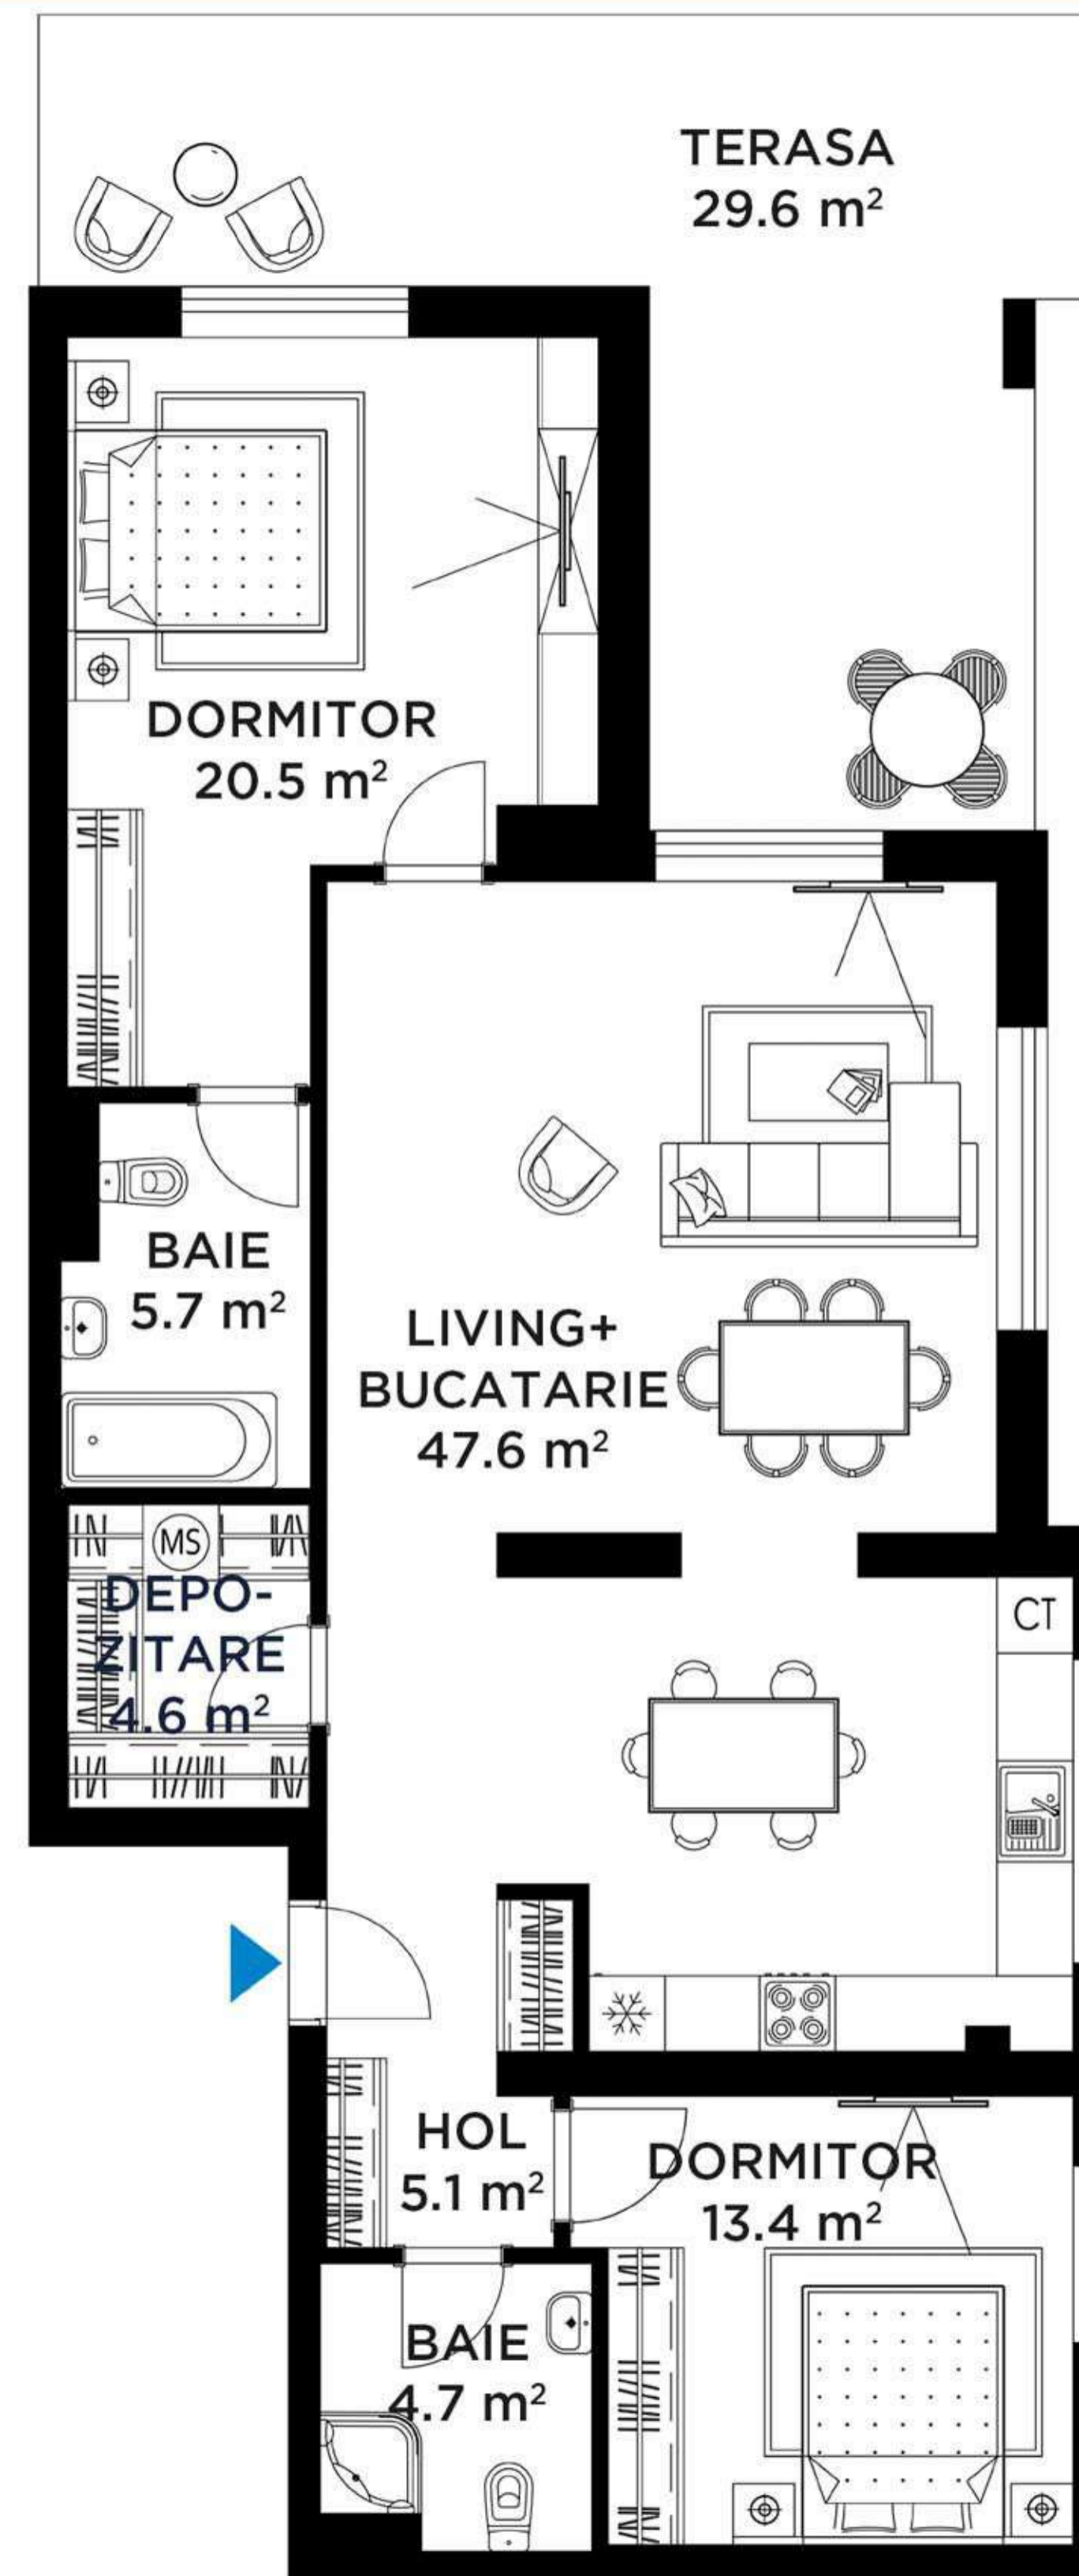 TERASA
29.6 m²
DORMITOR
20.5 m²
BAIE
5.7 m²
LIVING+
BUCATARIE
47.6 m²
MS
DEPO-
ZITARE
4.6 m²
CT
HOL
5.1 m²
DORMITOR
13.4 m²
BAIE
4.7 m²